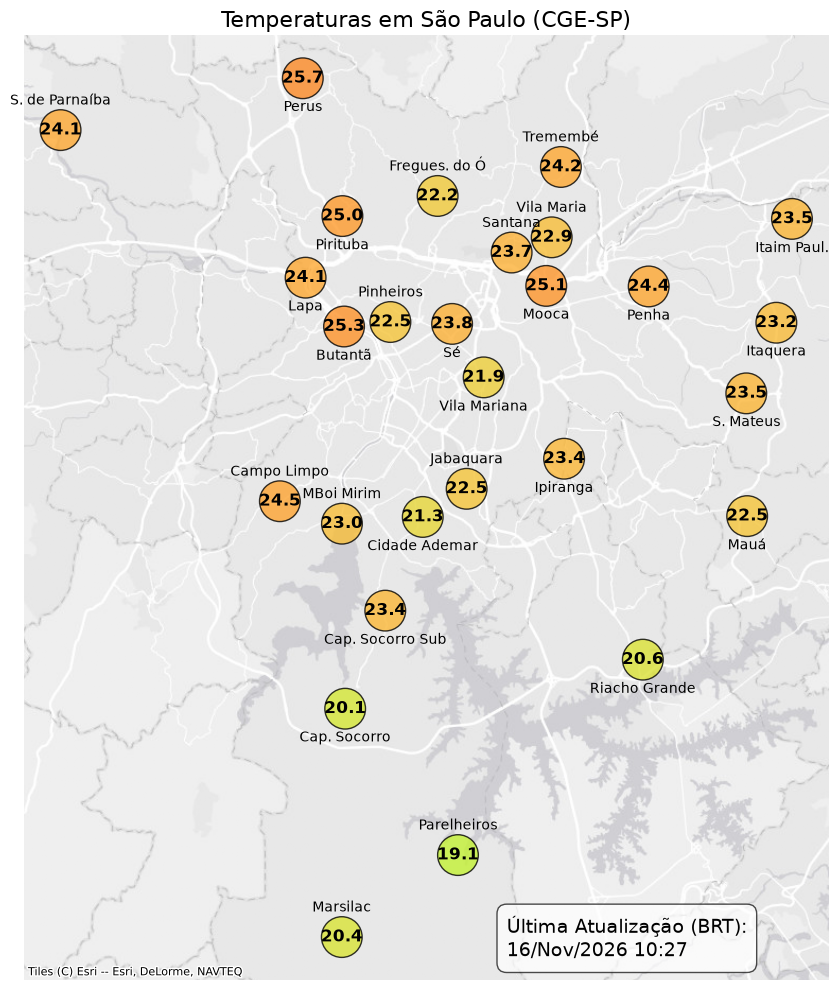 Temperaturas em São Paulo (CGE-SP)
25.7
Perus
S. de Parnaíba
24.1
Tremembé
24.2
Fregues. do Ó
22.2
Vila Maria
22.9
25.0
Pirituba
Santana
23.7
23.5
Itaim Paul.
24.1
Lapa
25.1
Mooca
24.4
Penha
Pinheiros
22.5
25.3
Butantã
23.8
Sé
23.2
Itaquera
21.9
Vila Mariana
23.5
S. Mateus
Jabaquara
22.5
23.4
Ipiranga
Campo Limpo
24.5
MBoi Mirim
23.0
21.3
Cidade Ademar
22.5
Mauá
23.4
Cap. Socorro Sub
20.6
Riacho Grande
20.1
Cap. Socorro
Parelheiros
19.1
Marsilac
20.4
Última Atualização (BRT):
16/Nov/2026 10:27
Tiles (C) Esri -- Esri, DeLorme, NAVTEQ